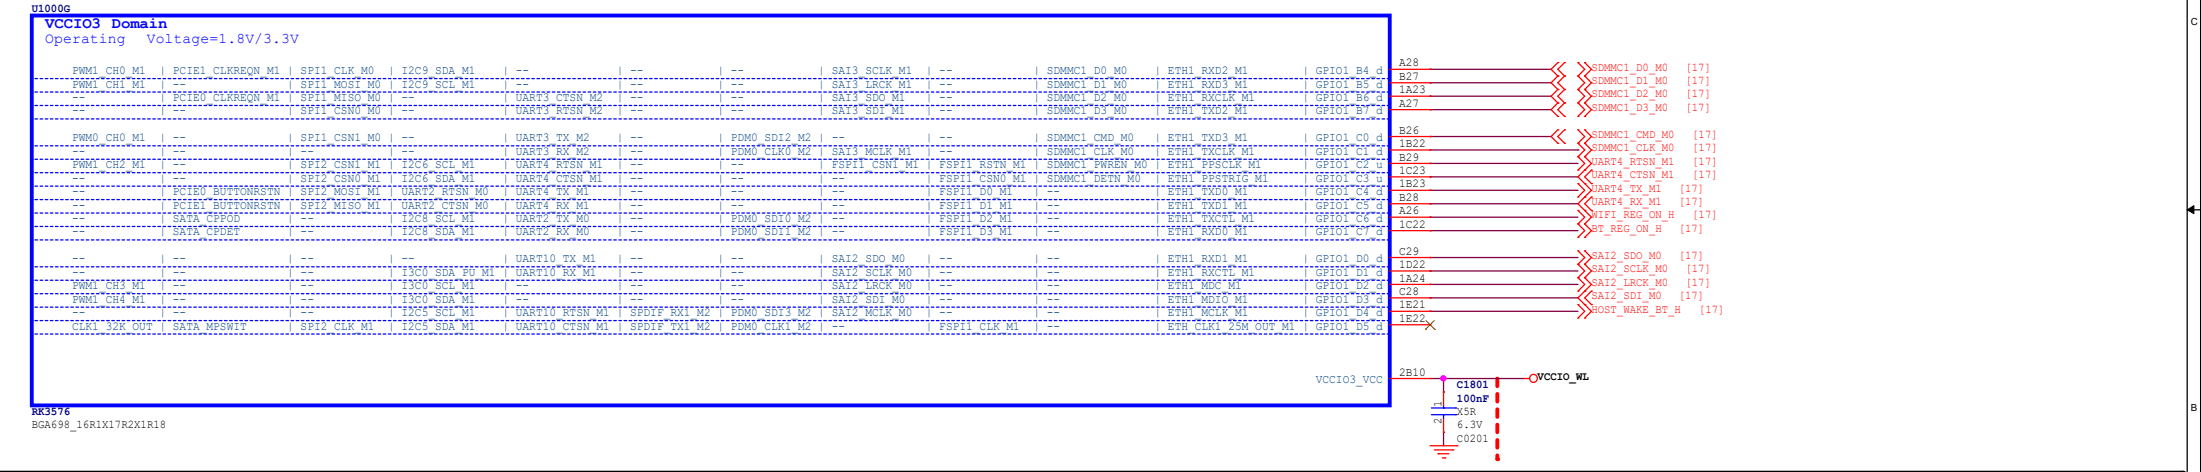 U1000G
VCCIO3 Domain
Operating Voltage=1.8V/3.3V
PWM1_CH0_M1 | PCIE1_CLKREQN_M1 | SPI1_CLK_M0 | I2C9_SDA_M1 | -- | -- | -- | SAI3_SCLK_M1 | -- | SDMMC1_D0_M0 | ETH1_RXD2_M1 | GPIO1_B4_d A28 SDMMC1_D0_M0 [17]
PWM1_CH1_M1 | -- | SPI1_MOSI_M0 | I2C9_SCL_M1 | -- | -- | -- | SAI3_LRCK_M1 | -- | SDMMC1_D1_M0 | ETH1_RXD3_M1 | GPIO1_B5_d B27 SDMMC1_D1_M0 [17]
-- | PCIE0_CLKREQN_M1 | SPI1_MISO_M0 | -- | UART3_CTSN_M2 | -- | -- | SAI3_SDO_M1 | -- | SDMMC1_D2_M0 | ETH1_RXCLK_M1 | GPIO1_B6_d 1A23 SDMMC1_D2_M0 [17]
-- | -- | SPI1_CSN0_M0 | -- | UART3_RTSN_M2 | -- | -- | SAI3_SDI_M1 | -- | SDMMC1_D3_M0 | ETH1_TXD2_M1 | GPIO1_B7_d A27 SDMMC1_D3_M0 [17]
PWM0_CH0_M1 | -- | SPI1_CSN1_M0 | -- | UART3_TX_M2 | -- | PDM0_SDI2_M2 | -- | -- | SDMMC1_CMD_M0 | ETH1_TXD3_M1 | GPIO1_C0_d B26 SDMMC1_CMD_M0 [17]
-- | -- | -- | -- | UART3_RX_M2 | -- | PDM0_CLK0_M2 | SAI3_MCLK_M1 | -- | SDMMC1_CLK_M0 | ETH1_TXCLK_M1 | GPIO1_C1_d 1B22 SDMMC1_CLK_M0 [17]
PWM1_CH2_M1 | -- | SPI2_CSN1_M1 | I2C6_SCL_M1 | UART4_RTSN_M1 | -- | -- | FSPI1_CSN1_M1 | FSPI1_RSTN_M1 | SDMMC1_PWREN_M0 | ETH1_PPSCLK_M1 | GPIO1_C2_u B29 UART4_RTSN_M1 [17]
-- | -- | SPI2_CSN0_M1 | I2C6_SDA_M1 | UART4_CTSN_M1 | -- | -- | -- | FSPI1_CSN0_M1 | SDMMC1_DETN_M0 | ETH1_PPSTRIG_M1 | GPIO1_C3_u 1C23 UART4_CTSN_M1 [17]
-- | PCIE0_BUTTONRSTN | SPI2_MOSI_M1 | UART2_RTSN_M0 | UART4_TX_M1 | -- | -- | -- | FSPI1_D0_M1 | -- | ETH1_TXD0_M1 | GPIO1_C4_d 1B23 UART4_TX_M1 [17]
-- | PCIE1_BUTTONRSTN | SPI2_MISO_M1 | UART2_CTSN_M0 | UART4_RX_M1 | -- | -- | -- | FSPI1_D1_M1 | -- | ETH1_TXD1_M1 | GPIO1_C5_d B28 UART4_RX_M1 [17]
-- | SATA_CPPOD | -- | I2C8_SCL_M1 | UART2_TX_M0 | -- | PDM0_SDI0_M2 | -- | FSPI1_D2_M1 | -- | ETH1_TXCTL_M1 | GPIO1_C6_d A26 WIFI_REG_ON_H [17]
-- | SATA_CPDET | -- | I2C8_SDA_M1 | UART2_RX_M0 | -- | PDM0_SDI1_M2 | -- | FSPI1_D3_M1 | -- | ETH1_RXD0_M1 | GPIO1_C7_d 1C22 BT_REG_ON_H [17]
-- | -- | -- | -- | UART10_TX_M1 | -- | -- | SAI2_SDO_M0 | -- | -- | ETH1_RXD1_M1 | GPIO1_D0_d C29 SAI2_SDO_M0 [17]
-- | -- | -- | I3C0_SDA_PU_M1 | UART10_RX_M1 | -- | -- | SAI2_SCLK_M0 | -- | -- | ETH1_RXCTL_M1 | GPIO1_D1_d 1D22 SAI2_SCLK_M0 [17]
PWM1_CH3_M1 | -- | -- | I3C0_SCL_M1 | -- | -- | -- | SAI2_LRCK_M0 | -- | -- | ETH1_MDC_M1 | GPIO1_D2_d 1A24 SAI2_LRCK_M0 [17]
PWM1_CH4_M1 | -- | -- | I3C0_SDA_M1 | -- | -- | -- | SAI2_SDI_M0 | -- | -- | ETH1_MDIO_M1 | GPIO1_D3_d C28 SAI2_SDI_M0 [17]
-- | -- | -- | I2C5_SCL_M1 | UART10_RTSN_M1 | SPDIF_RX1_M2 | PDM0_SDI3_M2 | SAI2_MCLK_M0 | -- | -- | ETH1_MCLK_M1 | GPIO1_D4_d 1E21 HOST_WAKE_BT_H [17]
CLK1_32K_OUT | SATA_MPSWIT | SPI2_CLK_M1 | I2C5_SDA_M1 | UART10_CTSN_M1 | SPDIF_TX1_M2 | PDM0_CLK1_M2 | -- | FSPI1_CLK_M1 | -- | ETH_CLK1_25M_OUT_M1 | GPIO1_D5_d 1E22
VCCIO3_VCC 2B10 VCCIO_WL
C1801
100nF
X5R
6.3V
C0201
1
2
RK3576
BGA698_16R1X17R2X1R18
C
B